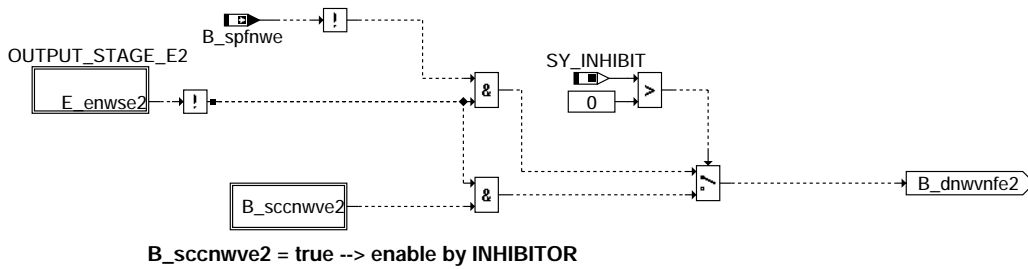 !
B_spfnwe
OUTPUT_STAGE_E2
SY_INHIBIT
E_enwse2
!
&
0
>
B_sccnwve2
&
B_dnwvnfe2
B_sccnwve2 = true --> enable by INHIBITOR